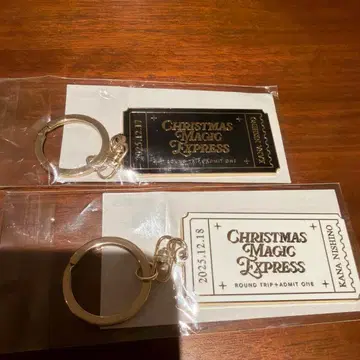 2025.12.17
CHRISTMAS
MAGIC
EXPRESS
ROUND TRIP+ADMIT ONE
KANA NISHINO
2025.12.18
CHRISTMAS
MAGIC
EXPRESS
ROUND TRIP+ADMIT ONE
KANA NISHINO